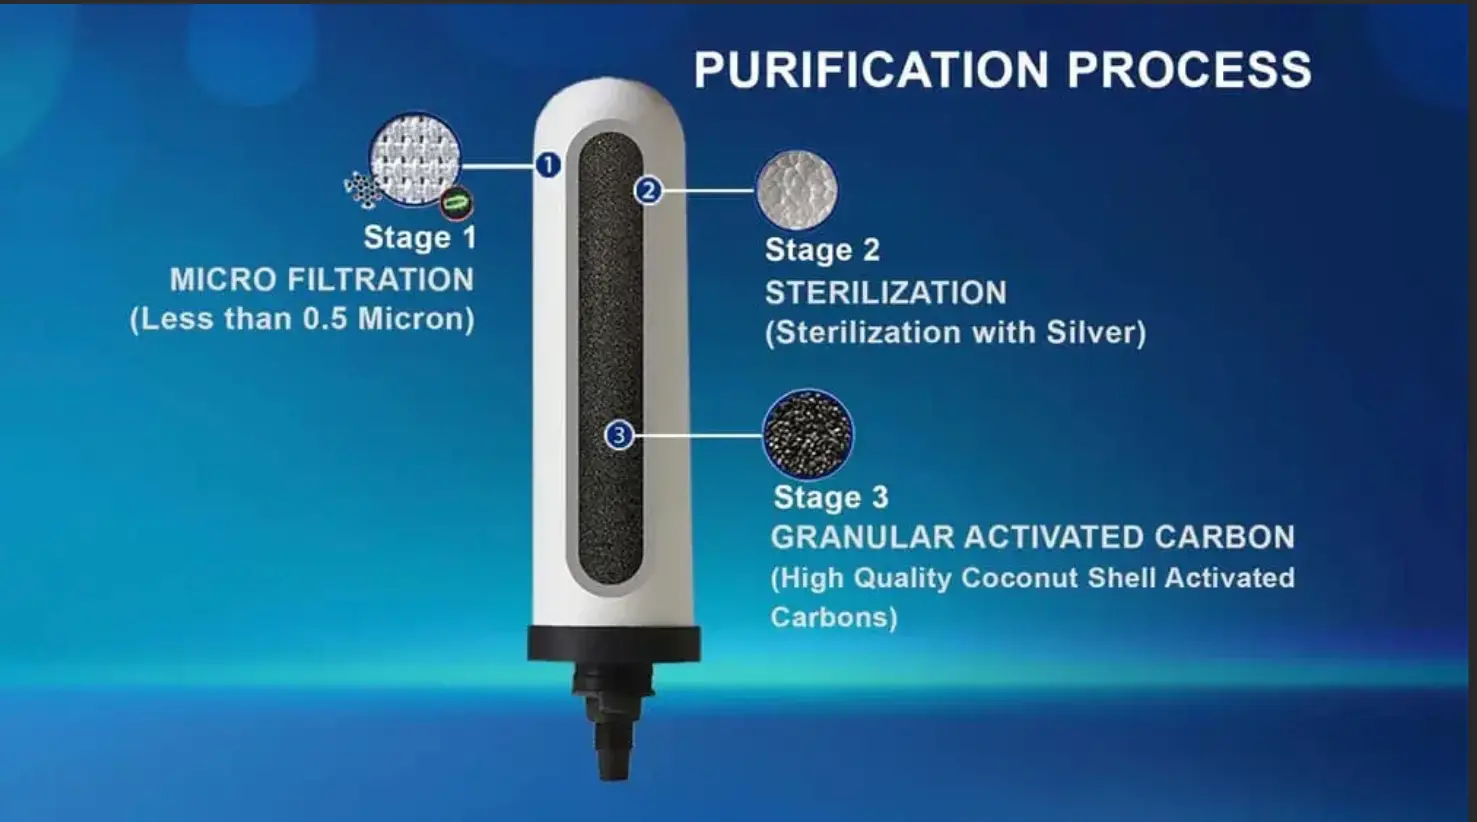 PURIFICATION PROCESS
1
Stage 1
MICRO FILTRATION
(Less than 0.5 Micron)
2
Stage 2
STERILIZATION
(Sterilization with Silver)
3
Stage 3
GRANULAR ACTIVATED CARBON
(High Quality Coconut Shell Activated
Carbons)